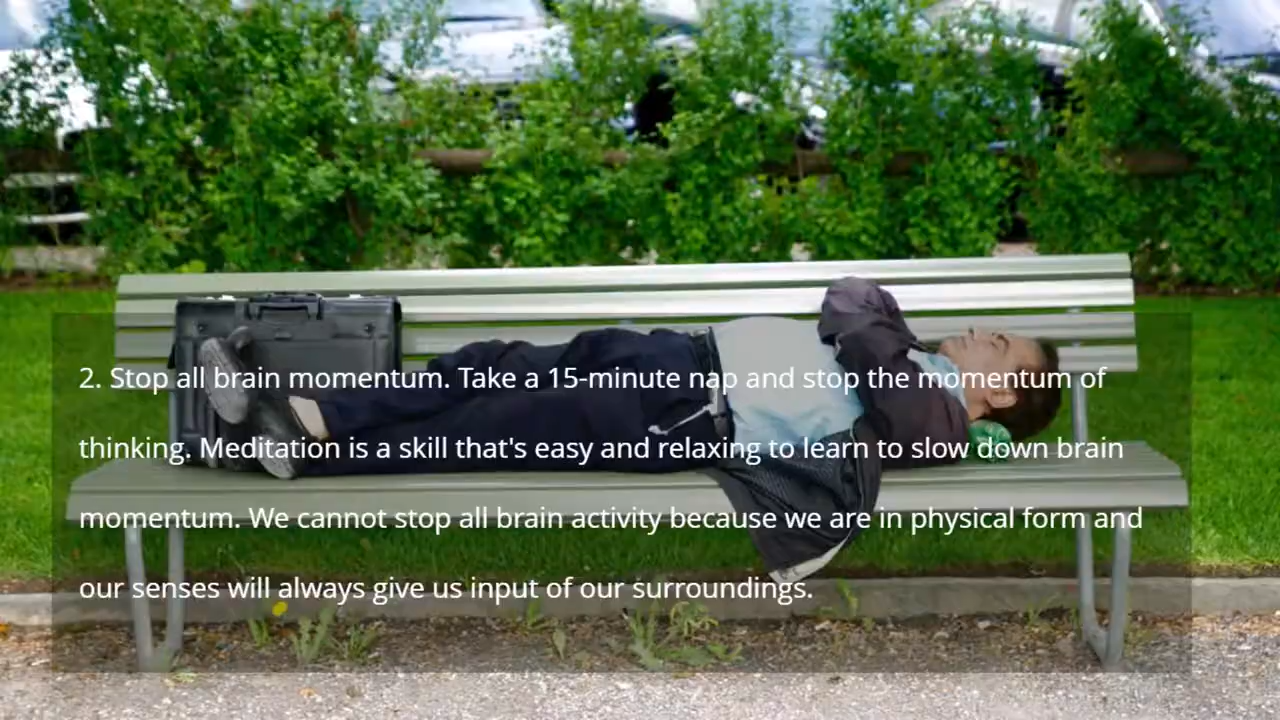 2. Stop all brain momentum. Take a 15-minute nap and stop the momentum of
thinking. Meditation is a skill that's easy and relaxing to learn to slow down brain
momentum. We cannot stop all brain activity because we are in physical form and
our senses will always give us input of our surroundings.